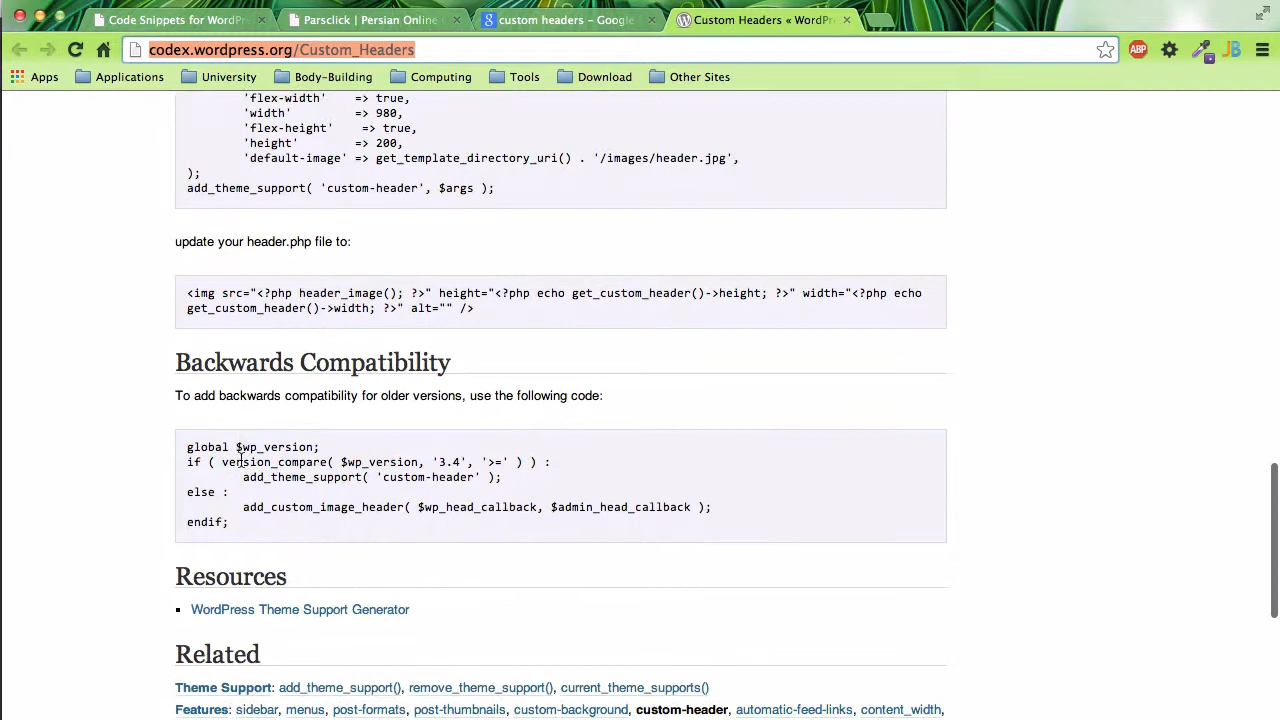 Code Snippets for WordPr
Parsclick | Persian Online
custom headers – Google
Custom Headers « WordPre
codex.wordpress.org/Custom_Headers
ABP
JB
Apps
Applications
University
Body-Building
Computing
Tools
Download
Other Sites
'flex-width'    => true,
'width'         => 980,
'flex-height'    => true,
'height'        => 200,
'default-image' => get_template_directory_uri() . '/images/header.jpg',
);
add_theme_support( 'custom-header', $args );
update your header.php file to:
<img src="<?php header_image(); ?>" height="<?php echo get_custom_header()->height; ?>" width="<?php echo
get_custom_header()->width; ?>" alt="" />
Backwards Compatibility
To add backwards compatibility for older versions, use the following code:
global $wp_version;
if ( version_compare( $wp_version, '3.4', '>=' ) ) :
add_theme_support( 'custom-header' );
else :
add_custom_image_header( $wp_head_callback, $admin_head_callback );
endif;
Resources
WordPress Theme Support Generator
Related
Theme Support: add_theme_support(), remove_theme_support(), current_theme_supports()
Features: sidebar, menus, post-formats, post-thumbnails, custom-background, custom-header, automatic-feed-links, content_width,